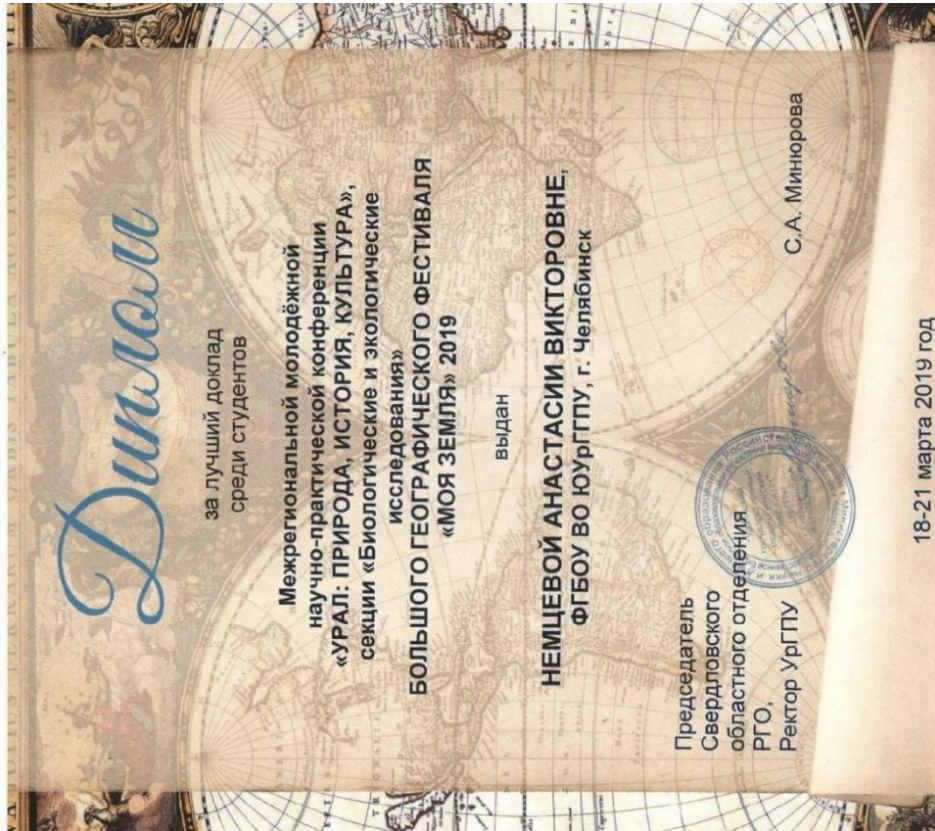 Диплом
за лучший доклад
среди студентов
Межрегиональной молодёжной
научно-практической конференции
«УРАЛ: ПРИРОДА, ИСТОРИЯ, КУЛЬТУРА»,
секции «Биологические и экологические
исследования»
БОЛЬШОГО ГЕОГРАФИЧЕСКОГО ФЕСТИВАЛЯ
«МОЯ ЗЕМЛЯ» 2019
выдан
НЕМЦЕВОЙ АНАСТАСИИ ВИКТОРОВНЕ,
ФГБОУ ВО ЮУрГГПУ, г. Челябинск
Председатель
Свердловского
областного отделения
РГО,
Ректор УрГПУ
С.А. Минюрова
18-21 марта 2019 год